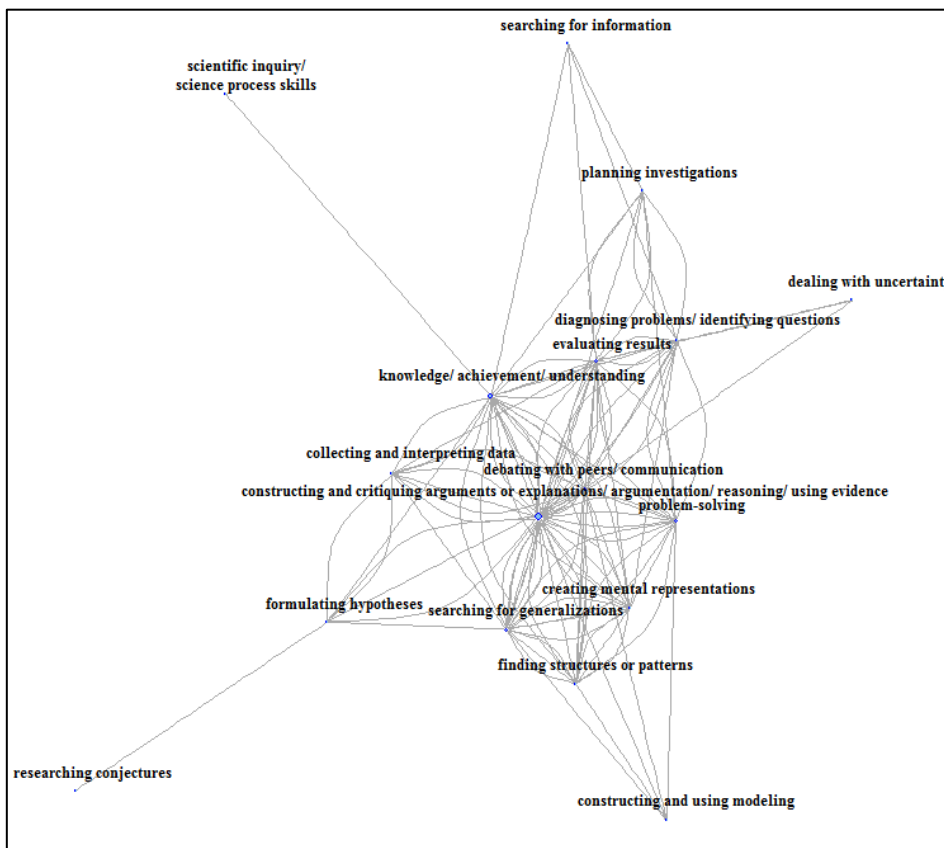 searching for information
scientific inquiry/
science process skills
planning investigations
dealing with uncertaint
diagnosing problems/ identifying questions
evaluating results
knowledge/ achievement/ understanding
collecting and interpreting data
debating with peers/ communication
constructing and critiquing arguments or explanations/ argumentation/ reasoning/ using evidence
problem-solving
creating mental representations
formulating hypotheses
searching for generalizations
finding structures or patterns
researching conjectures
constructing and using modeling